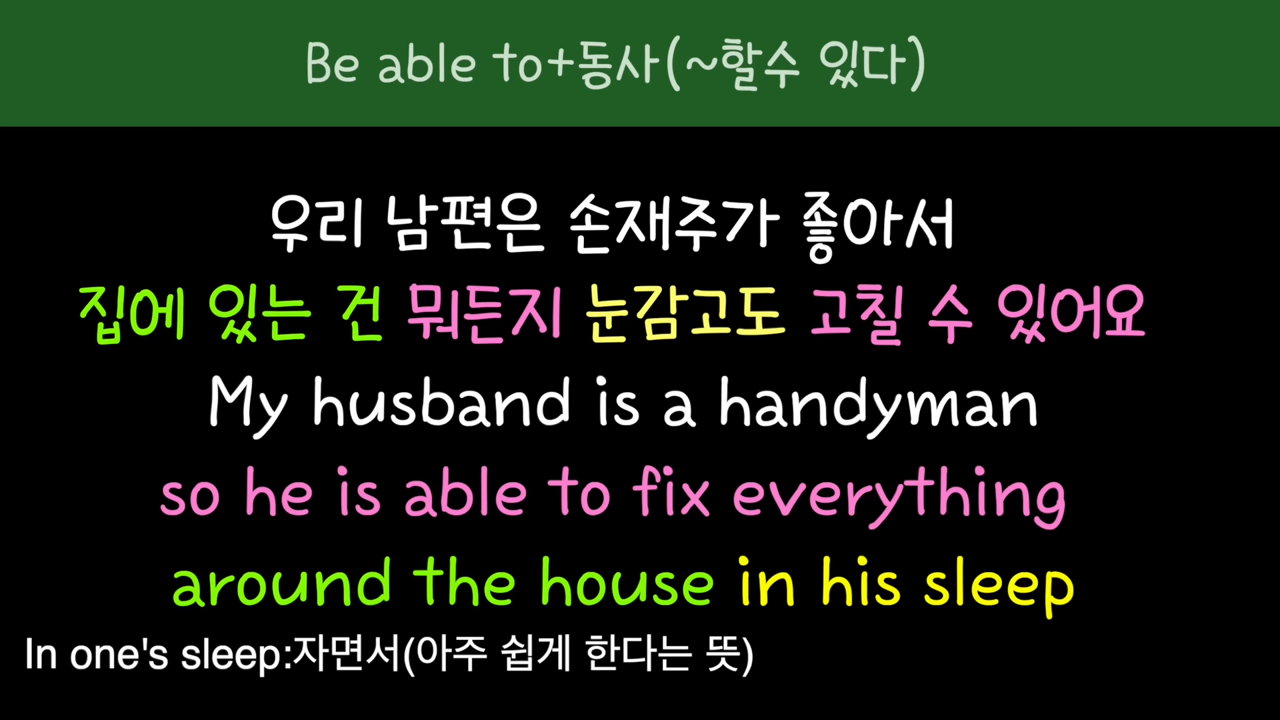 Be able to+동사(~할수 있다)
우리 남편은 손재주가 좋아서
집에 있는 건 뭐든지 눈감고도 고칠 수 있어요
My husband is a handyman
so he is able to fix everything
around the house in his sleep
In one's sleep:자면서(아주 쉽게 한다는 뜻)